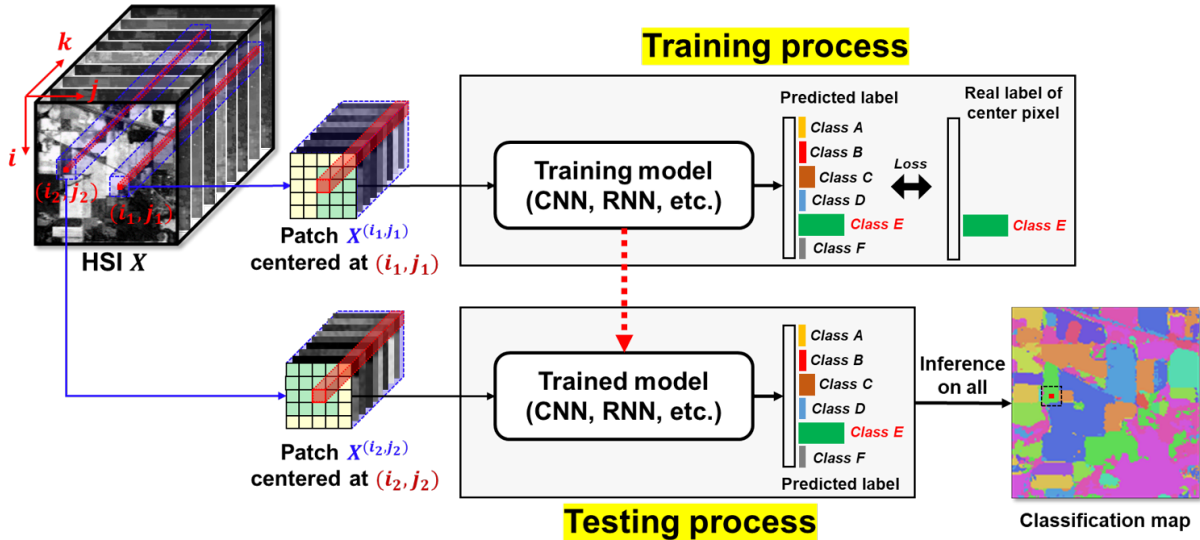 Training process
k
j
i
(i₂, j₂)
(i₁, j₁)
HSI X
Patch X^(i₁,j₁)
centered at (i₁, j₁)
Training model
(CNN, RNN, etc.)
Predicted label
Class A
Class B
Class C
Class D
Class E
Class F
Loss
Real label of
center pixel
Class E
Patch X^(i₂,j₂)
centered at (i₂, j₂)
Trained model
(CNN, RNN, etc.)
Class A
Class B
Class C
Class D
Class E
Class F
Predicted label
Inference
on all
Classification map
Testing process